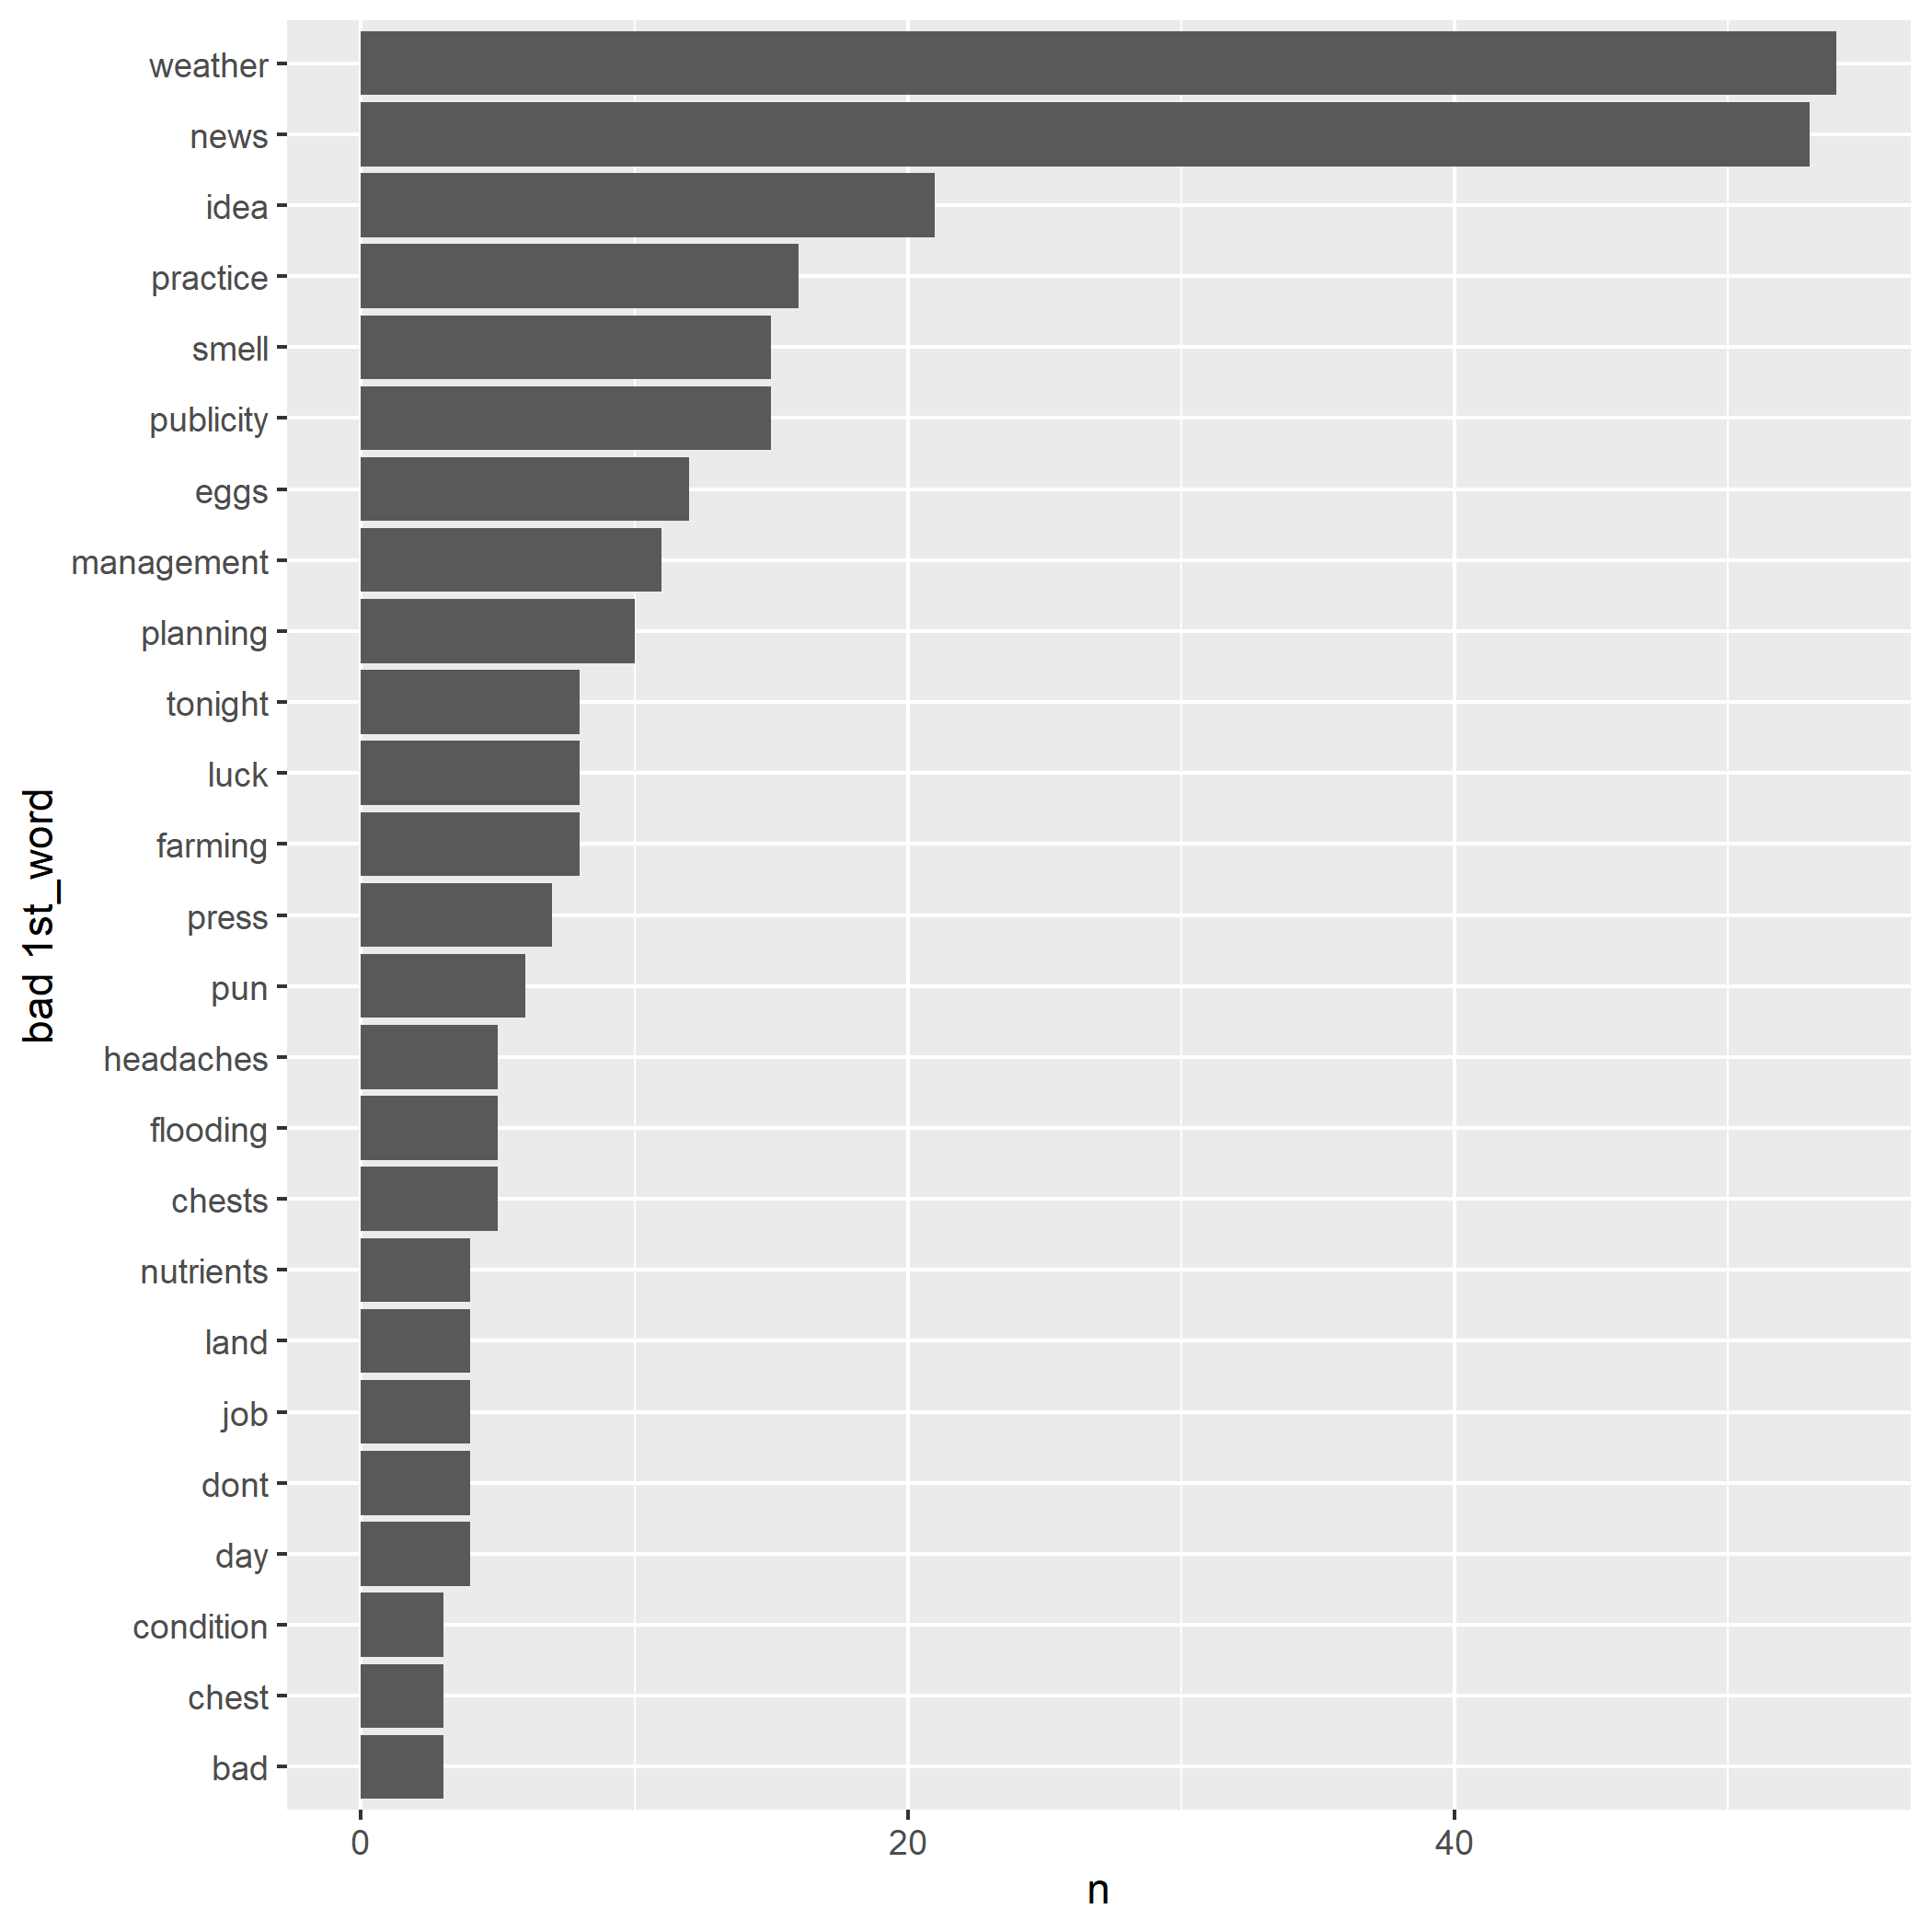 weather
news
idea
practice
smell
publicity
eggs
management
planning
tonight
luck
farming
press
pun
headaches
flooding
chests
nutrients
land
job
dont
day
condition
chest
bad
bad 1st_word
0 20 40
n